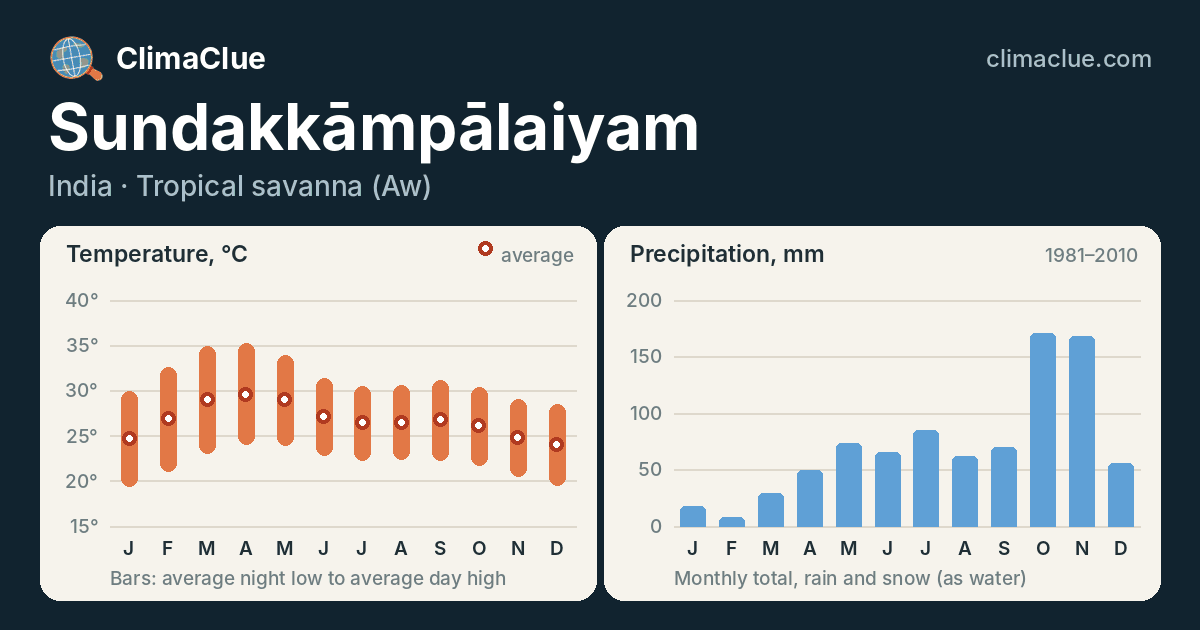 ClimaClue
climaclue.com
Sundakkāmpālaiyam
India · Tropical savanna (Aw)
Temperature, °C
average
40°
35°
30°
25°
20°
15°
J F M A M J J A S O N D
Bars: average night low to average day high
Precipitation, mm
1981–2010
200
150
100
50
0
J F M A M J J A S O N D
Monthly total, rain and snow (as water)